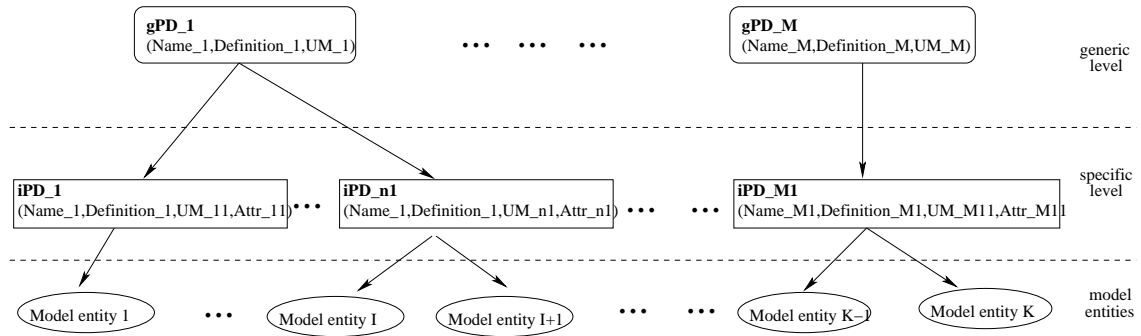 gPD_1
(Name_1,Definition_1,UM_1)
gPD_M
(Name_M,Definition_M,UM_M)
generic
level
iPD_1
(Name_1,Definition_1,UM_11,Attr_11)
iPD_n1
(Name_1,Definition_1,UM_n1,Attr_n1)
iPD_M1
(Name_M1,Definition_M1,UM_M11,Attr_M11
specific
level
Model entity 1
Model entity I
Model entity I+1
Model entity K−1
Model entity K
model
entities